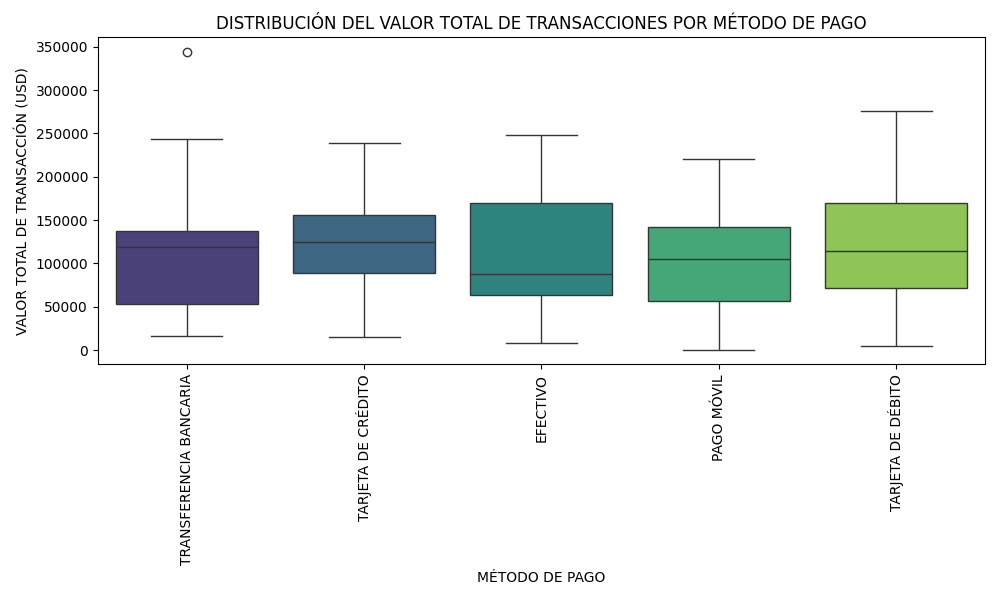 DISTRIBUCIÓN DEL VALOR TOTAL DE TRANSACCIONES POR MÉTODO DE PAGO
VALOR TOTAL DE TRANSACCIÓN (USD)
350000
300000
250000
200000
150000
100000
50000
0
TRANSFERENCIA BANCARIA
TARJETA DE CRÉDITO
EFECTIVO
PAGO MÓVIL
TARJETA DE DÉBITO
MÉTODO DE PAGO